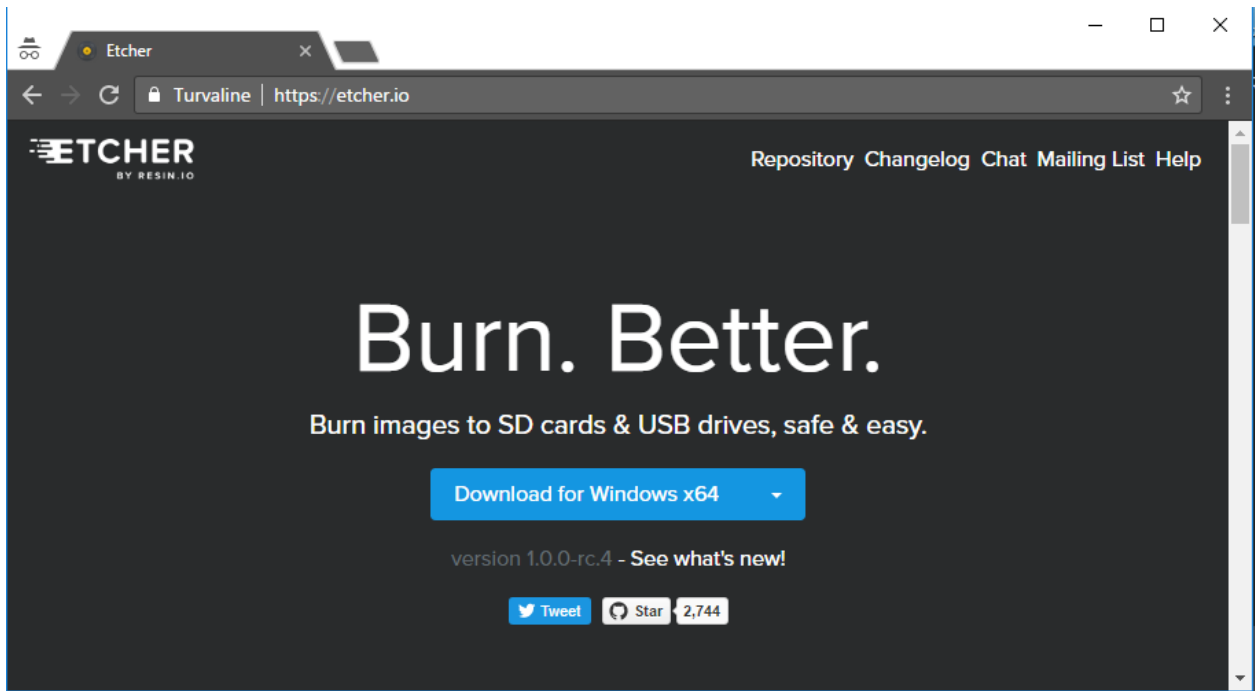 Etcher
Turvaline | https://etcher.io
ETCHER
BY RESIN.IO
Repository Changelog Chat Mailing List Help
Burn. Better.
Burn images to SD cards & USB drives, safe & easy.
Download for Windows x64
version 1.0.0-rc.4 - See what's new!
Tweet Star 2,744